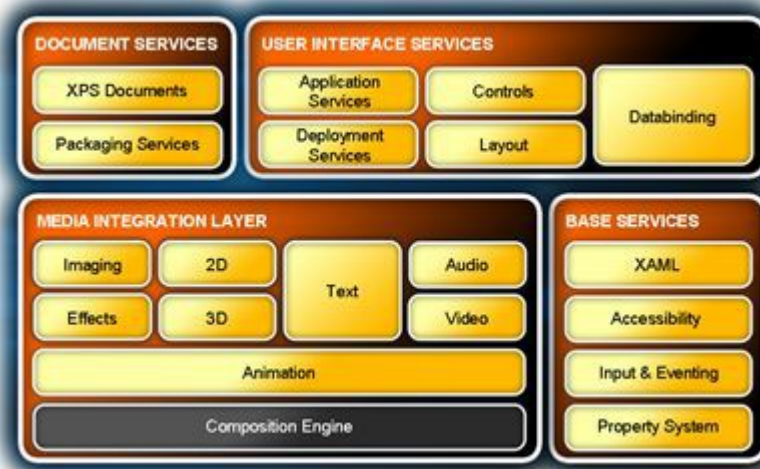 DOCUMENT SERVICES
XPS Documents
Packaging Services
USER INTERFACE SERVICES
Application
Services
Controls
Deployment
Services
Layout
Databinding
MEDIA INTEGRATION LAYER
Imaging
2D
Text
Audio
Effects
3D
Video
Animation
Composition Engine
BASE SERVICES
XAML
Accessibility
Input & Eventing
Property System